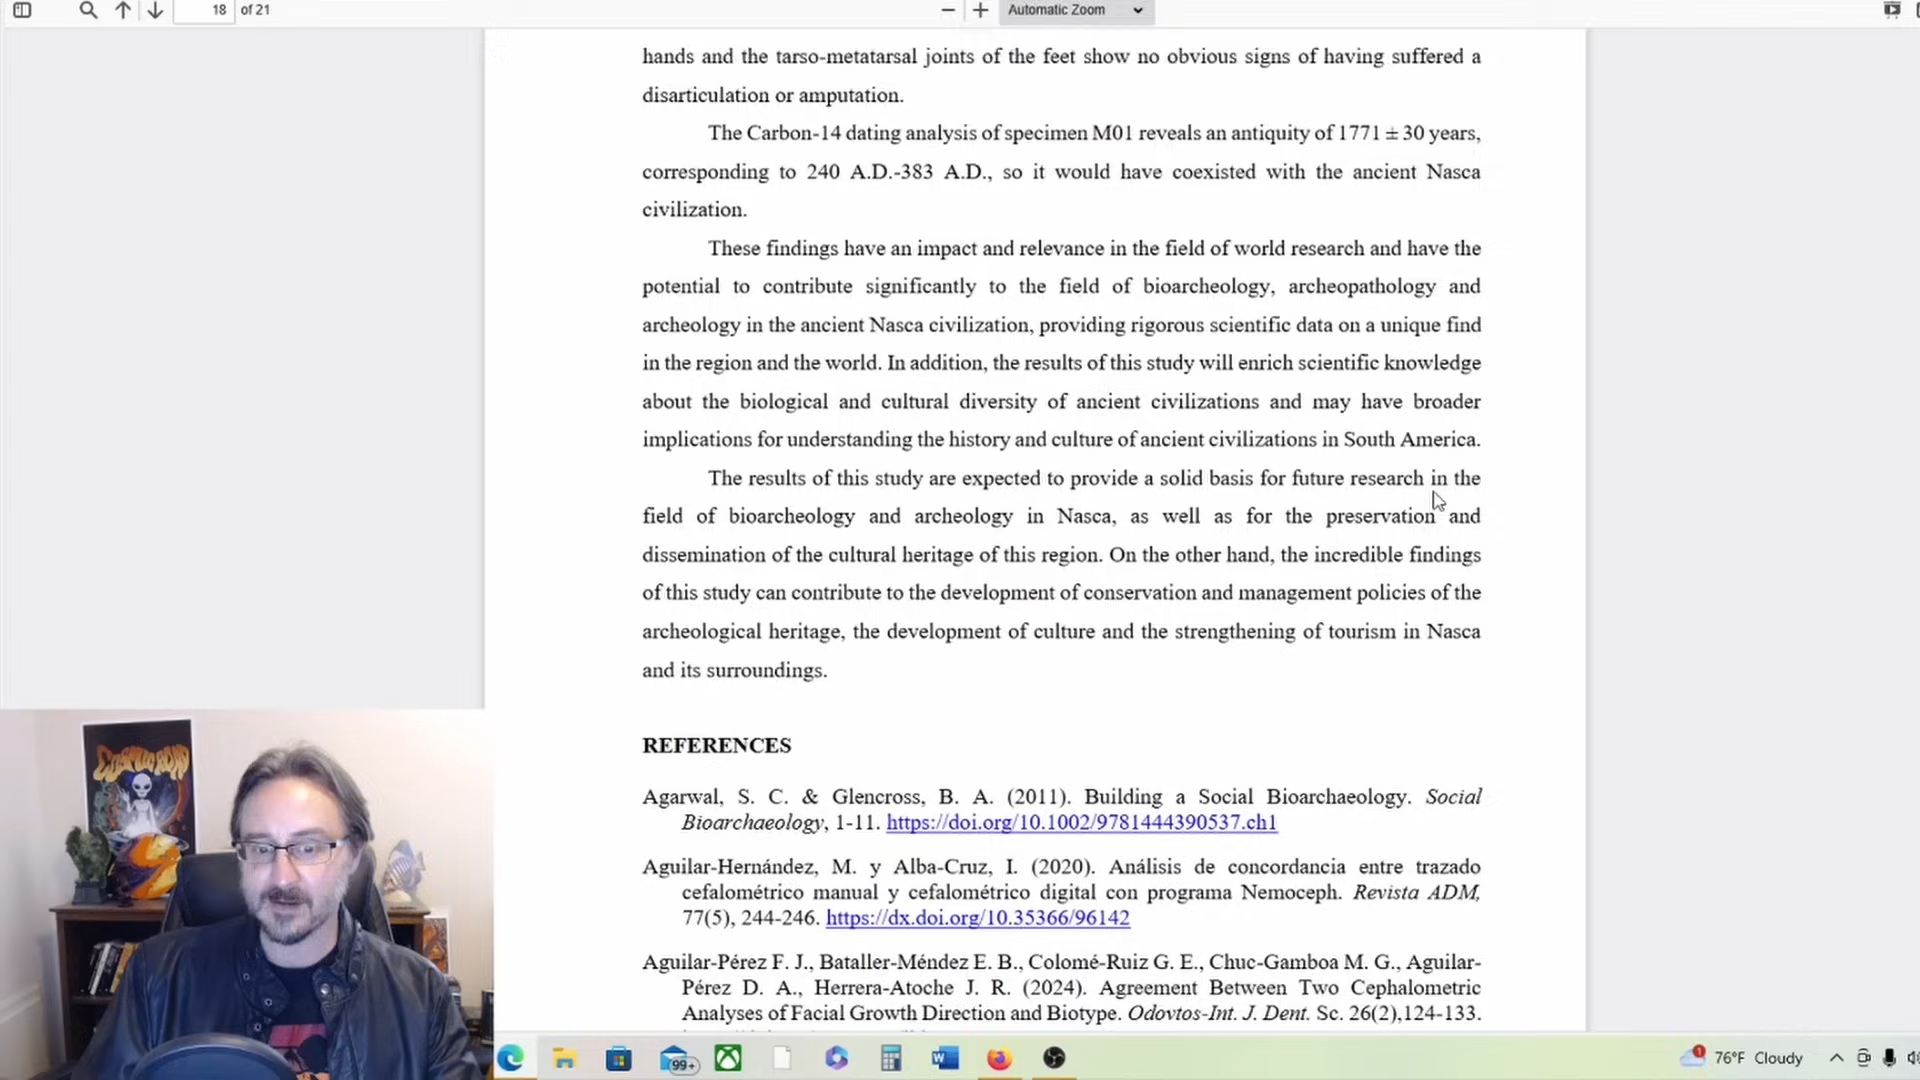 18 of 21
Automatic Zoom
hands and the tarso-metatarsal joints of the feet show no obvious signs of having suffered a
disarticulation or amputation.
The Carbon-14 dating analysis of specimen M01 reveals an antiquity of 1771 ± 30 years,
corresponding to 240 A.D.-383 A.D., so it would have coexisted with the ancient Nasca
civilization.
These findings have an impact and relevance in the field of world research and have the
potential to contribute significantly to the field of bioarcheology, archeopathology and
archeology in the ancient Nasca civilization, providing rigorous scientific data on a unique find
in the region and the world. In addition, the results of this study will enrich scientific knowledge
about the biological and cultural diversity of ancient civilizations and may have broader
implications for understanding the history and culture of ancient civilizations in South America.
The results of this study are expected to provide a solid basis for future research in the
field of bioarcheology and archeology in Nasca, as well as for the preservation and
dissemination of the cultural heritage of this region. On the other hand, the incredible findings
of this study can contribute to the development of conservation and management policies of the
archeological heritage, the development of culture and the strengthening of tourism in Nasca
and its surroundings.
REFERENCES
Agarwal, S. C. & Glencross, B. A. (2011). Building a Social Bioarchaeology. Social
Bioarchaeology, 1-11. https://doi.org/10.1002/9781444390537.ch1
Aguilar-Hernández, M. y Alba-Cruz, I. (2020). Análisis de concordancia entre trazado
cefalométrico manual y cefalométrico digital con programa Nemoceph. Revista ADM,
77(5), 244-246. https://dx.doi.org/10.35366/96142
Aguilar-Pérez F. J., Bataller-Méndez E. B., Colomé-Ruiz G. E., Chuc-Gamboa M. G., Aguilar-
Pérez D. A., Herrera-Atoche J. R. (2024). Agreement Between Two Cephalometric
Analyses of Facial Growth Direction and Biotype. Odovtos-Int. J. Dent. Sc. 26(2),124-133.
99+
1
76°F Cloudy